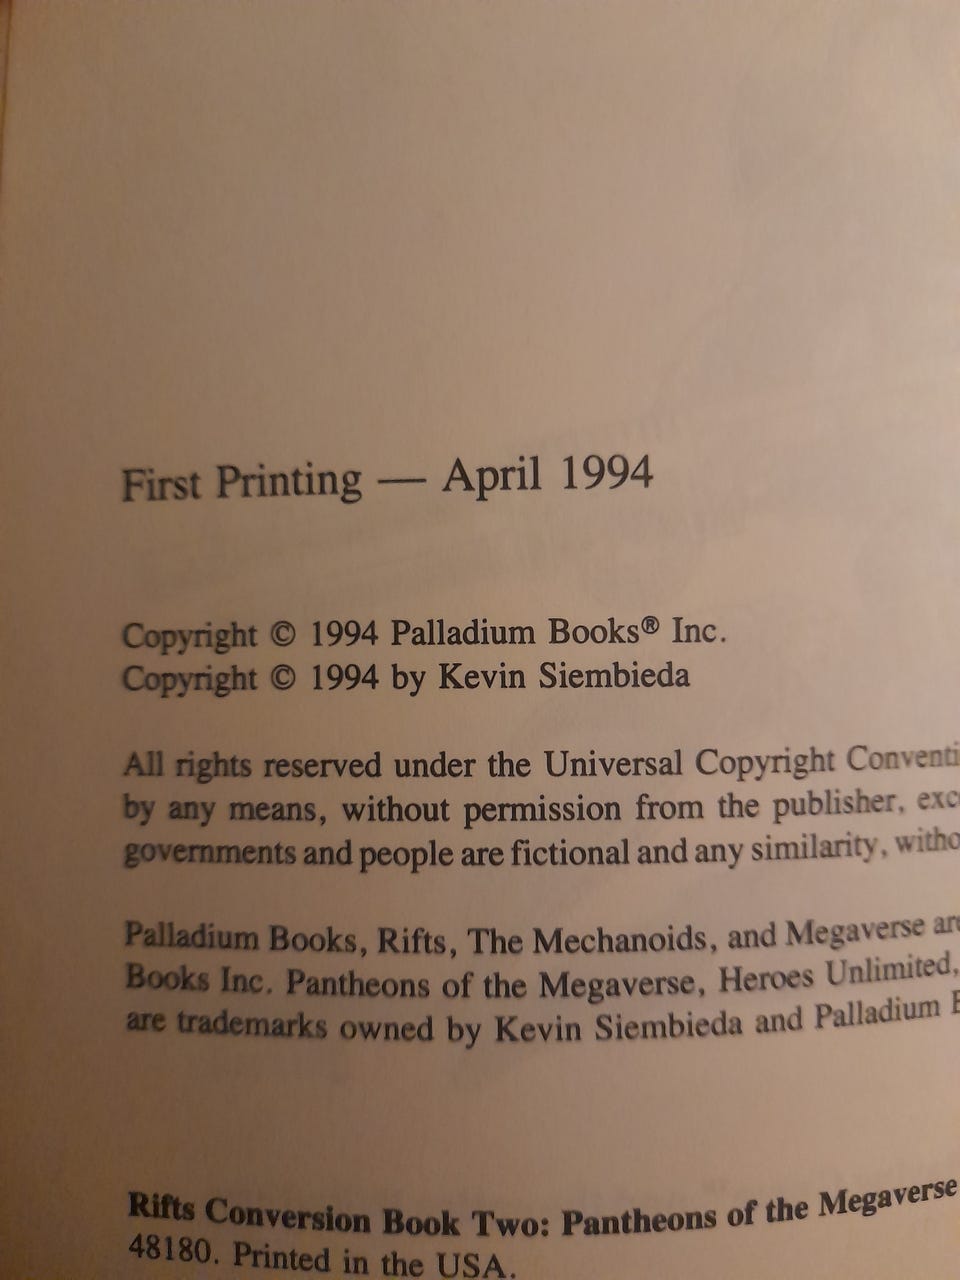 First Printing — April 1994
Copyright © 1994 Palladium Books® Inc.
Copyright © 1994 by Kevin Siembieda
All rights reserved under the Universal Copyright
by any means, without permission from the publisher,
governments and people are fictional and any similarity,
Palladium Books, Rifts, The Mechanoids, and Megaverse
Books Inc. Pantheons of the Megaverse, Heroes Unlimited,
are trademarks owned by Kevin Siembieda and Palladium
Rifts Conversion Book Two: Pantheons of the Megaverse
48180. Printed in the USA.